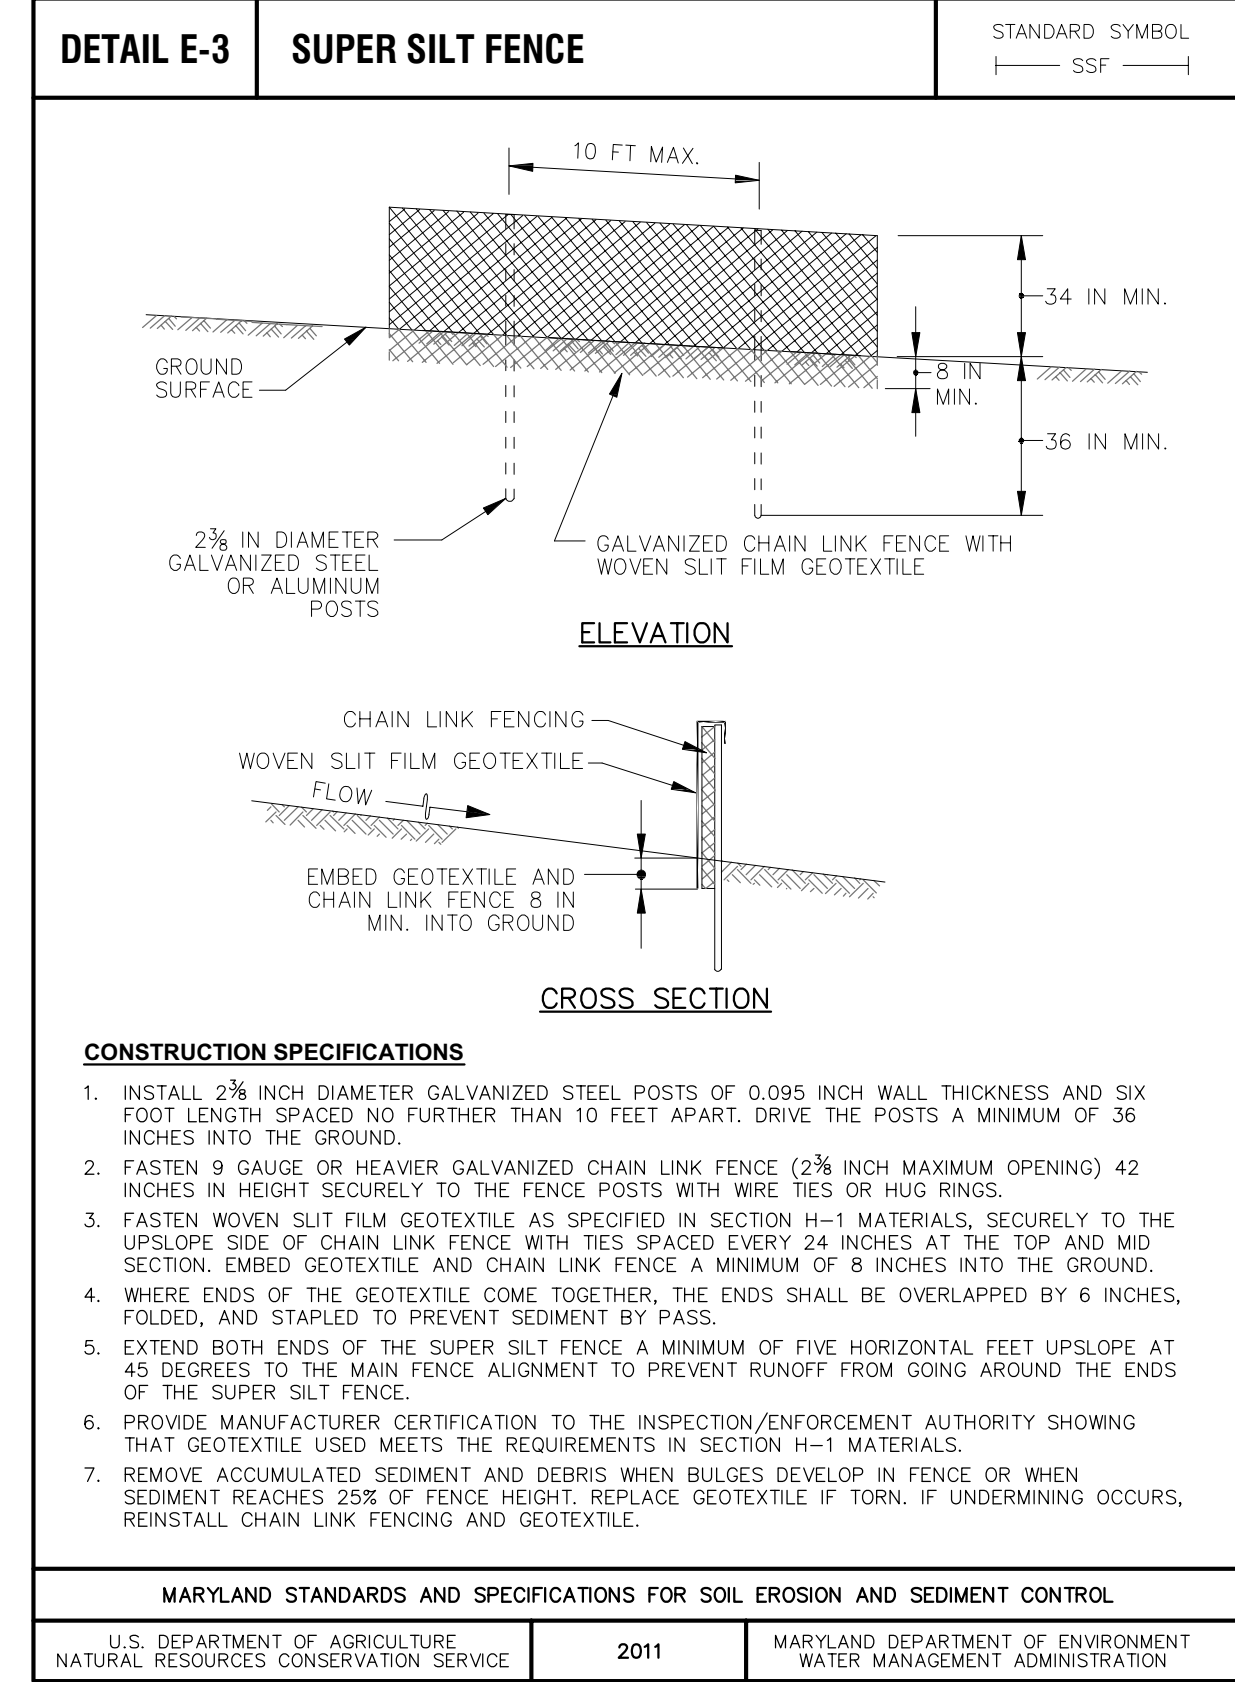 DETAIL E-3
SUPER SILT FENCE
STANDARD SYMBOL
SSF
10 FT MAX.
34 IN MIN.
GROUND
SURFACE
8 IN
MIN.
36 IN MIN.
2⅜ IN DIAMETER
GALVANIZED STEEL
OR ALUMINUM
POSTS
GALVANIZED CHAIN LINK FENCE WITH
WOVEN SLIT FILM GEOTEXTILE
ELEVATION
CHAIN LINK FENCING
WOVEN SLIT FILM GEOTEXTILE
FLOW
EMBED GEOTEXTILE AND
CHAIN LINK FENCE 8 IN
MIN. INTO GROUND
CROSS SECTION
CONSTRUCTION SPECIFICATIONS
1. INSTALL 2⅜ INCH DIAMETER GALVANIZED STEEL POSTS OF 0.095 INCH WALL THICKNESS AND SIX
FOOT LENGTH SPACED NO FURTHER THAN 10 FEET APART. DRIVE THE POSTS A MINIMUM OF 36
INCHES INTO THE GROUND.
2. FASTEN 9 GAUGE OR HEAVIER GALVANIZED CHAIN LINK FENCE (2⅜ INCH MAXIMUM OPENING) 42
INCHES IN HEIGHT SECURELY TO THE FENCE POSTS WITH WIRE TIES OR HUG RINGS.
3. FASTEN WOVEN SLIT FILM GEOTEXTILE AS SPECIFIED IN SECTION H-1 MATERIALS, SECURELY TO THE
UPSLOPE SIDE OF CHAIN LINK FENCE WITH TIES SPACED EVERY 24 INCHES AT THE TOP AND MID
SECTION. EMBED GEOTEXTILE AND CHAIN LINK FENCE A MINIMUM OF 8 INCHES INTO THE GROUND.
4. WHERE ENDS OF THE GEOTEXTILE COME TOGETHER, THE ENDS SHALL BE OVERLAPPED BY 6 INCHES,
FOLDED, AND STAPLED TO PREVENT SEDIMENT BY PASS.
5. EXTEND BOTH ENDS OF THE SUPER SILT FENCE A MINIMUM OF FIVE HORIZONTAL FEET UPSLOPE AT
45 DEGREES TO THE MAIN FENCE ALIGNMENT TO PREVENT RUNOFF FROM GOING AROUND THE ENDS
OF THE SUPER SILT FENCE.
6. PROVIDE MANUFACTURER CERTIFICATION TO THE INSPECTION/ENFORCEMENT AUTHORITY SHOWING
THAT GEOTEXTILE USED MEETS THE REQUIREMENTS IN SECTION H-1 MATERIALS.
7. REMOVE ACCUMULATED SEDIMENT AND DEBRIS WHEN BULGES DEVELOP IN FENCE OR WHEN
SEDIMENT REACHES 25% OF FENCE HEIGHT. REPLACE GEOTEXTILE IF TORN. IF UNDERMINING OCCURS,
REINSTALL CHAIN LINK FENCING AND GEOTEXTILE.
MARYLAND STANDARDS AND SPECIFICATIONS FOR SOIL EROSION AND SEDIMENT CONTROL
U.S. DEPARTMENT OF AGRICULTURE
NATURAL RESOURCES CONSERVATION SERVICE
2011
MARYLAND DEPARTMENT OF ENVIRONMENT
WATER MANAGEMENT ADMINISTRATION